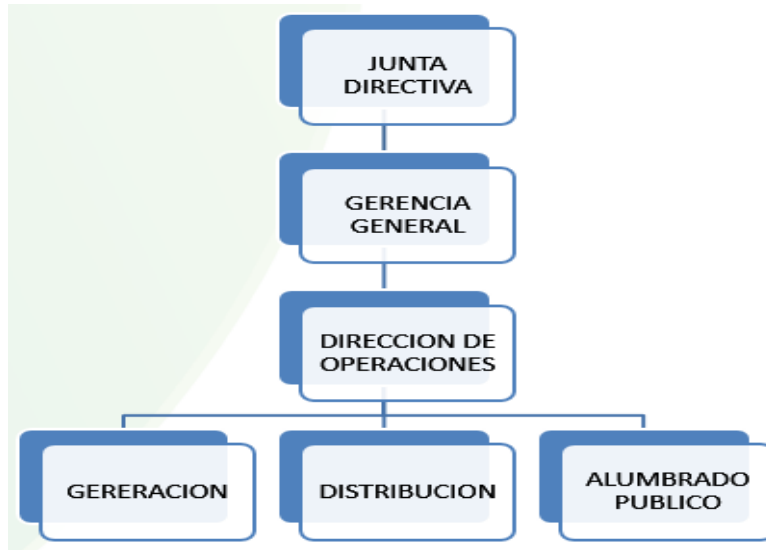 JUNTA
DIRECTIVA
GERENCIA
GENERAL
DIRECCION DE
OPERACIONES
GERERACION
DISTRIBUCION
ALUMBRADO
PUBLICO